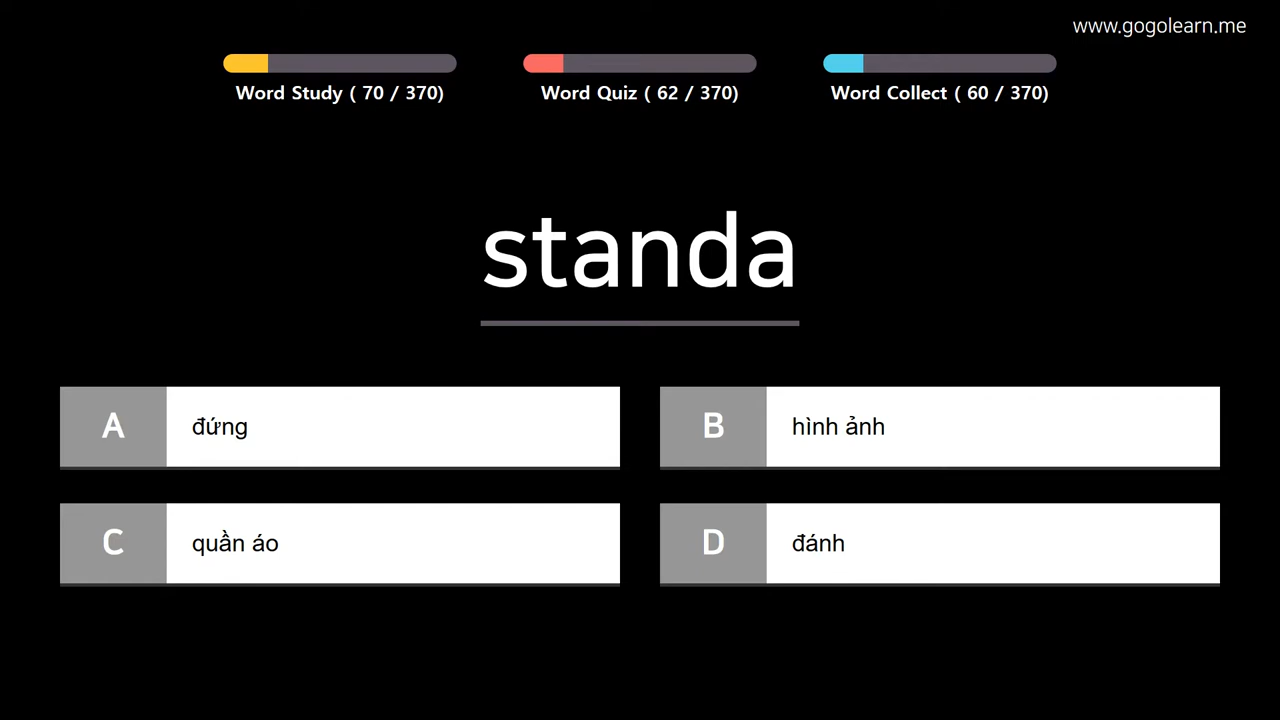 www.gogolearn.me
Word Study ( 70 / 370)
Word Quiz ( 62 / 370)
Word Collect ( 60 / 370)
standa
A đứng
B hình ảnh
C quần áo
D đánh